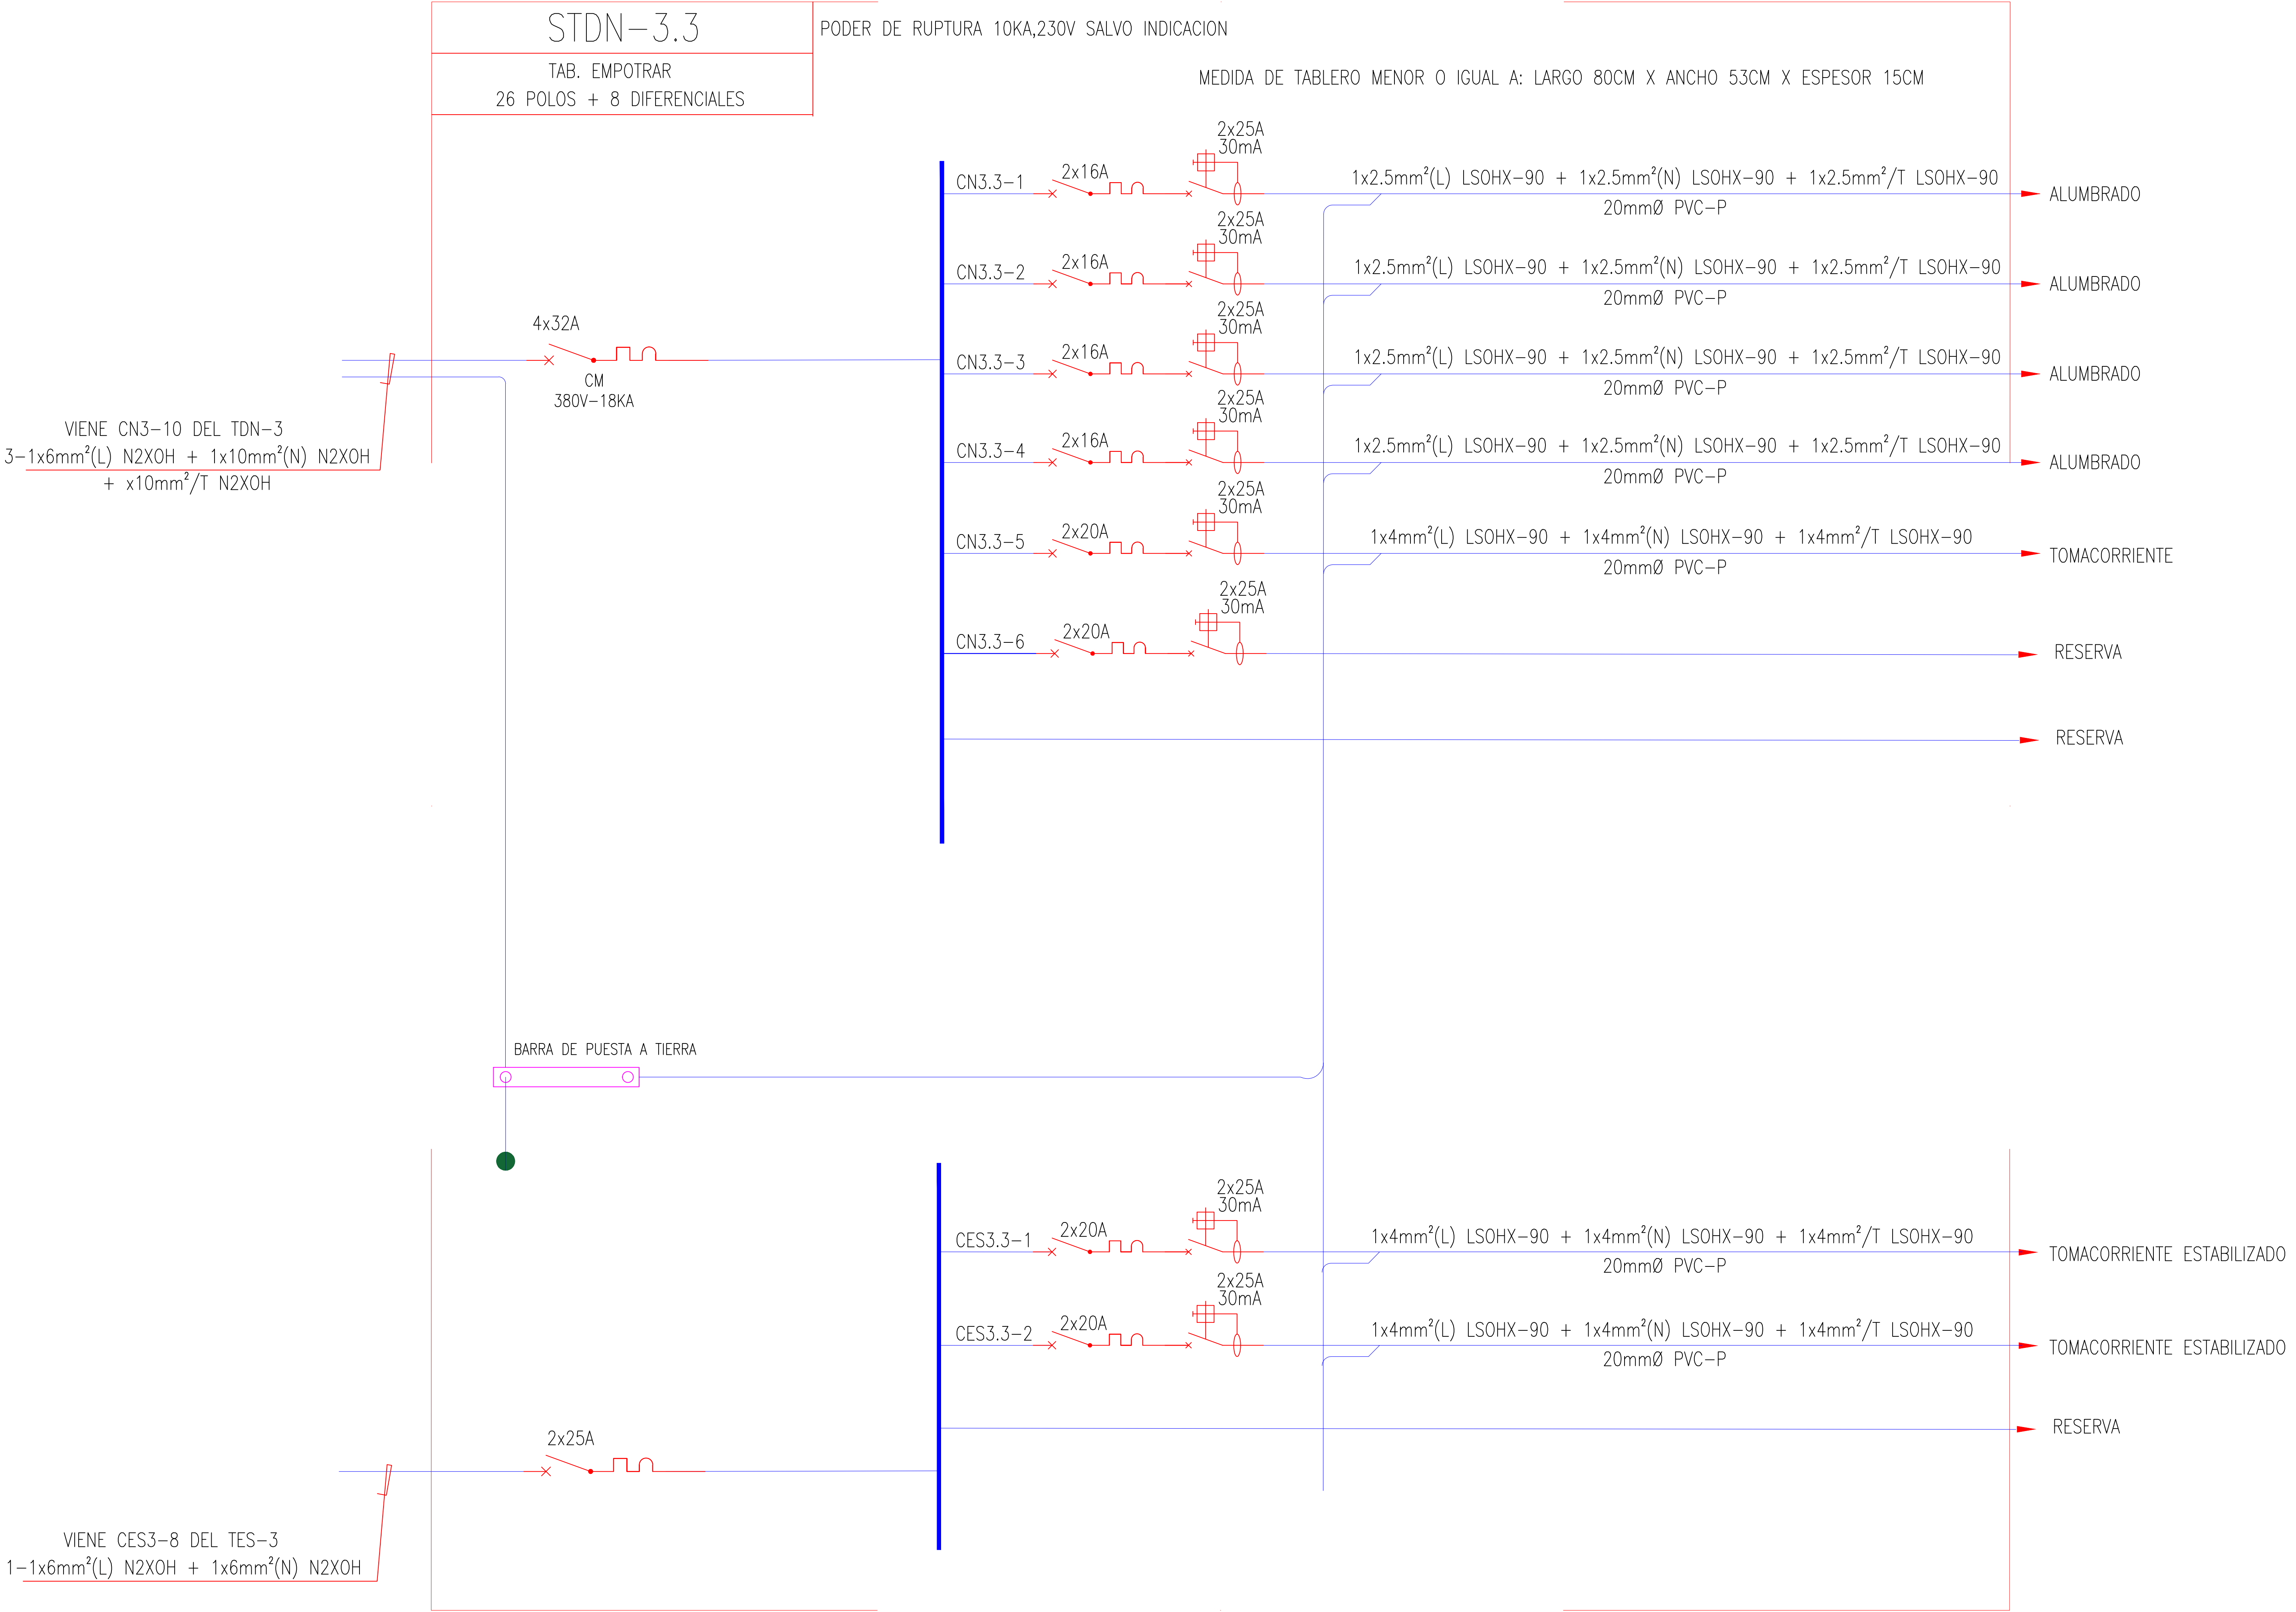 STDN-3.3
PODER DE RUPTURA 10KA,230V SALVO INDICACION
TAB. EMPOTRAR
26 POLOS + 8 DIFERENCIALES
MEDIDA DE TABLERO MENOR O IGUAL A: LARGO 80CM X ANCHO 53CM X ESPESOR 15CM
2x25A
30mA
CN3.3-1
2x16A
1x2.5mm²(L) LSOHX-90 + 1x2.5mm²(N) LSOHX-90 + 1x2.5mm²/T LSOHX-90
20mmØ PVC-P
ALUMBRADO
2x25A
30mA
CN3.3-2
2x16A
1x2.5mm²(L) LSOHX-90 + 1x2.5mm²(N) LSOHX-90 + 1x2.5mm²/T LSOHX-90
20mmØ PVC-P
ALUMBRADO
2x25A
30mA
CN3.3-3
2x16A
1x2.5mm²(L) LSOHX-90 + 1x2.5mm²(N) LSOHX-90 + 1x2.5mm²/T LSOHX-90
20mmØ PVC-P
ALUMBRADO
4x32A
CM
380V-18KA
VIENE CN3-10 DEL TDN-3
3-1x6mm²(L) N2XOH + 1x10mm²(N) N2XOH
+ x10mm²/T N2XOH
2x25A
30mA
CN3.3-4
2x16A
1x2.5mm²(L) LSOHX-90 + 1x2.5mm²(N) LSOHX-90 + 1x2.5mm²/T LSOHX-90
20mmØ PVC-P
ALUMBRADO
2x25A
30mA
CN3.3-5
2x20A
1x4mm²(L) LSOHX-90 + 1x4mm²(N) LSOHX-90 + 1x4mm²/T LSOHX-90
20mmØ PVC-P
TOMACORRIENTE
2x25A
30mA
CN3.3-6
2x20A
RESERVA
RESERVA
BARRA DE PUESTA A TIERRA
2x25A
30mA
CES3.3-1
2x20A
1x4mm²(L) LSOHX-90 + 1x4mm²(N) LSOHX-90 + 1x4mm²/T LSOHX-90
20mmØ PVC-P
TOMACORRIENTE ESTABILIZADO
2x25A
30mA
CES3.3-2
2x20A
1x4mm²(L) LSOHX-90 + 1x4mm²(N) LSOHX-90 + 1x4mm²/T LSOHX-90
20mmØ PVC-P
TOMACORRIENTE ESTABILIZADO
RESERVA
2x25A
VIENE CES3-8 DEL TES-3
1-1x6mm²(L) N2XOH + 1x6mm²(N) N2XOH